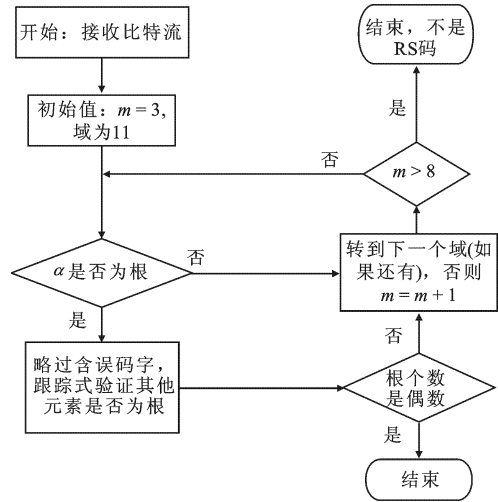 开始：接收比特流
初始值：m = 3,
域为11
α是否为根
是
否
略过含误码字，
跟踪式验证其他
元素是否为根
根个数
是偶数
是
结束
否
转到下一个域(如
果还有)，否则
m = m + 1
m > 8
否
是
结束，不是
RS码